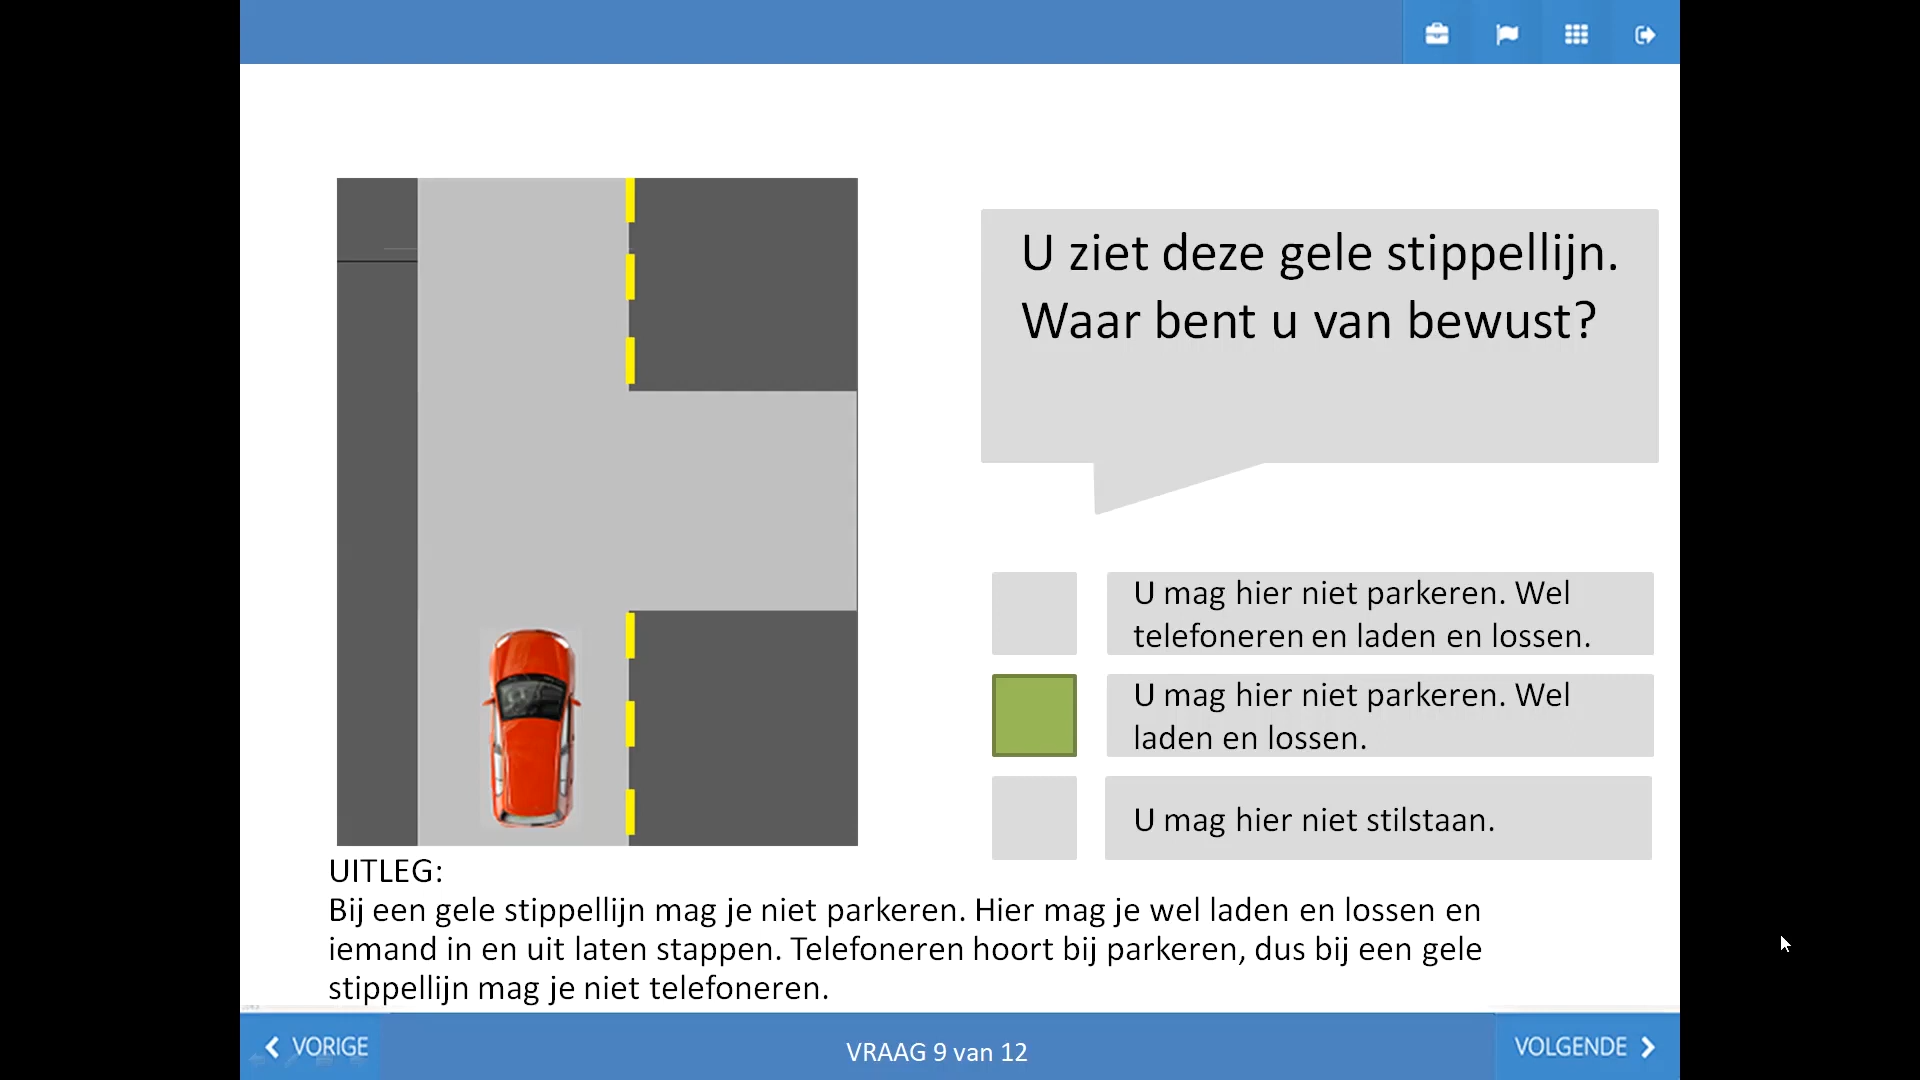 U ziet deze gele stippellijn.
Waar bent u van bewust?
U mag hier niet parkeren. Wel
telefoneren en laden en lossen.
U mag hier niet parkeren. Wel
laden en lossen.
U mag hier niet stilstaan.
UITLEG:
Bij een gele stippellijn mag je niet parkeren. Hier mag je wel laden en lossen en
iemand in en uit laten stappen. Telefoneren hoort bij parkeren, dus bij een gele
stippellijn mag je niet telefoneren.
VORIGE
VRAAG 9 van 12
VOLGENDE